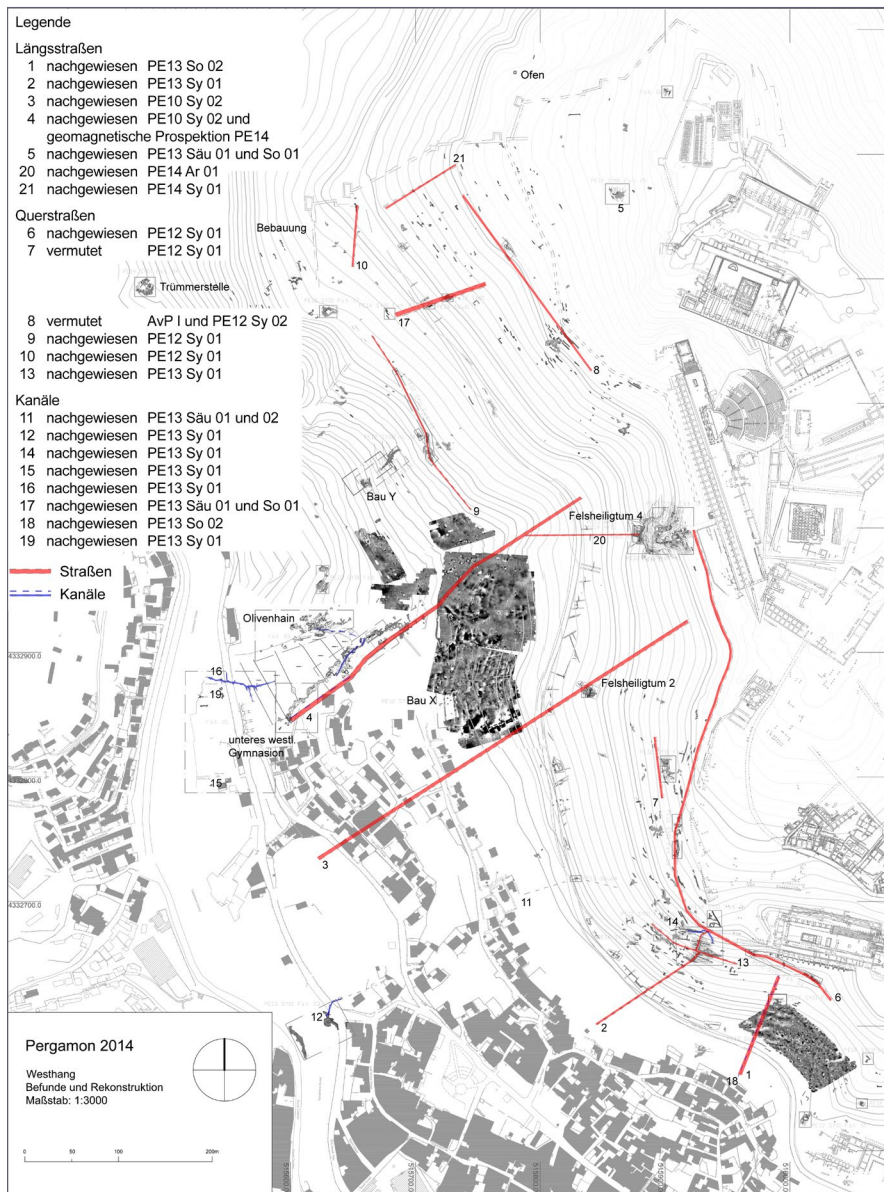 Legende
Längsstraßen
1 nachgewiesen PE13 So 02
2 nachgewiesen PE13 Sy 01
3 nachgewiesen PE10 Sy 02
4 nachgewiesen PE10 Sy 02 und
geomagnetische Prospektion PE14
5 nachgewiesen PE13 Säu 01 und So 01
20 nachgewiesen PE14 Ar 01
21 nachgewiesen PE14 Sy 01
Querstraßen
6 nachgewiesen PE12 Sy 01
7 vermutet PE12 Sy 01
8 vermutet AvP I und PE12 Sy 02
9 nachgewiesen PE12 Sy 01
10 nachgewiesen PE12 Sy 01
13 nachgewiesen PE13 Sy 01
Kanäle
11 nachgewiesen PE13 Säu 01 und 02
12 nachgewiesen PE13 Sy 01
14 nachgewiesen PE13 Sy 01
15 nachgewiesen PE13 Sy 01
16 nachgewiesen PE13 Sy 01
17 nachgewiesen PE13 Säu 01 und So 01
18 nachgewiesen PE13 So 02
19 nachgewiesen PE13 Sy 01
Straßen
Kanäle
Ofen
21
5
Bebauung
10
Trümmerstelle
17
8
Bau Y
9
Felsheiligtum 4
20
Olivenhain
4332900.0
16
19
4
Felsheiligtum 2
Bau X
unteres westl.
Gymnasion
15
7
3
4332700.0
11
14
13
6
12
2
1
18
Pergamon 2014
Westhang
Befunde und Rekonstruktion
Maßstab: 1:3000
0 50 100 200m